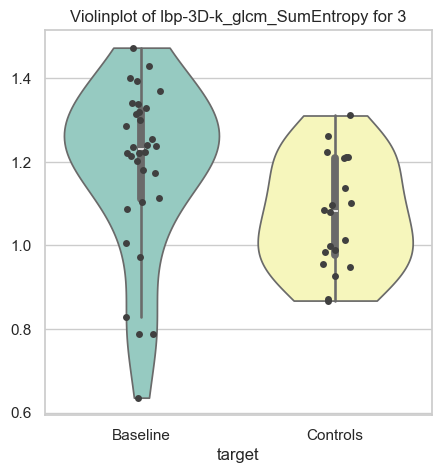 Violinplot of lbp-3D-k_glcm_SumEntropy for 3
1.4
1.2
1.0
0.8
0.6
Baseline
Controls
target